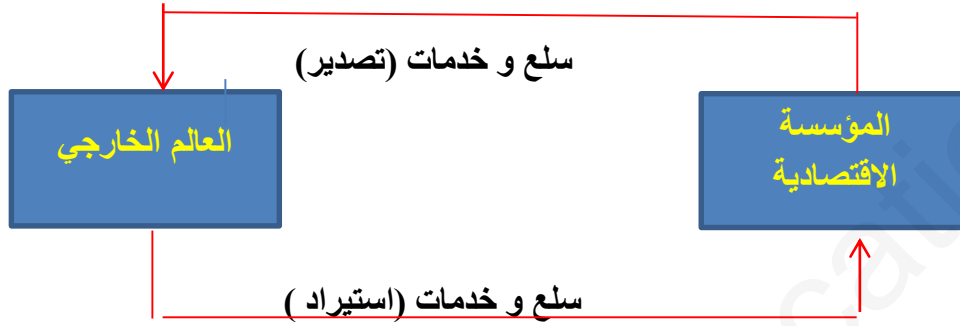 سلع و خدمات (تصدير)
المؤسسة
الاقتصادية
العالم الخارجي
سلع و خدمات (استيراد )